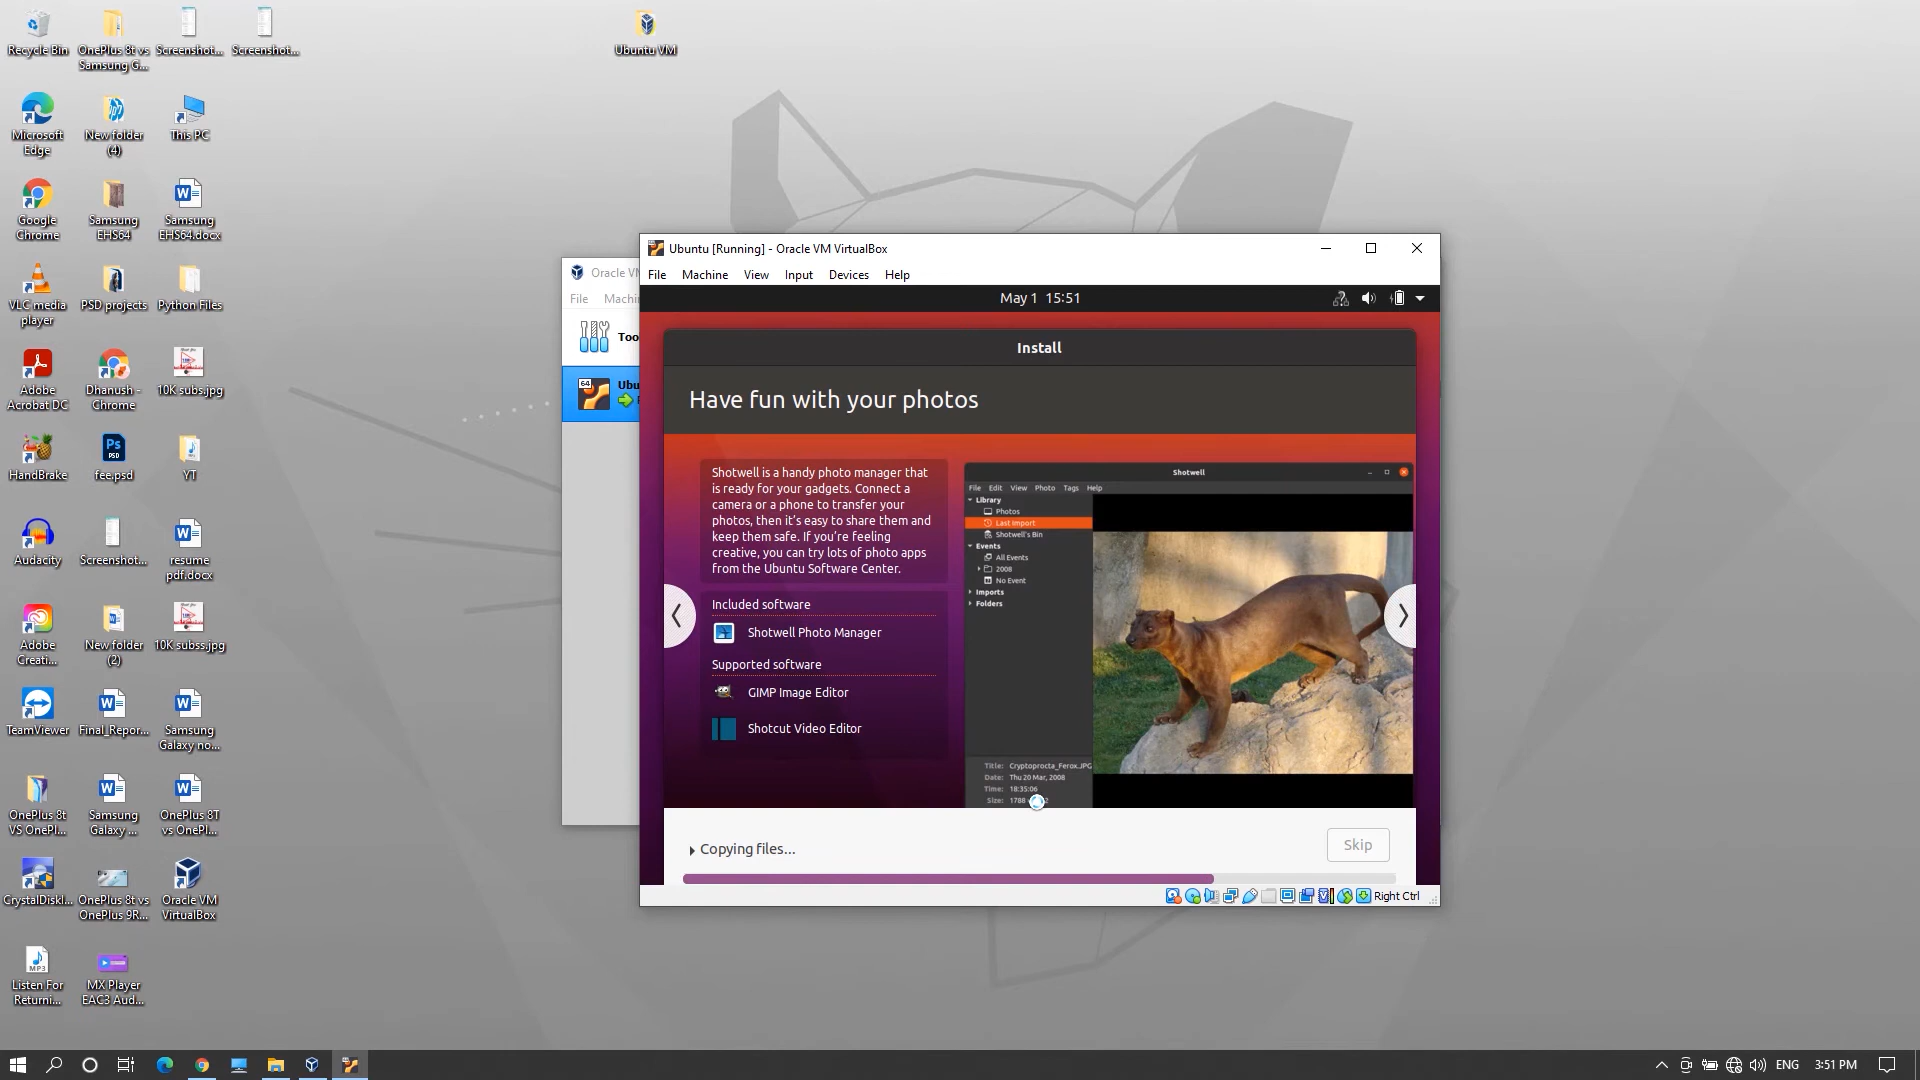 Recycle Bin
OnePlus 8t vs
Samsung G...
Screenshot...
Screenshot...
Ubuntu VM
Microsoft
Edge
New folder
(4)
This PC
Google
Chrome
Samsung
EHS64
Samsung
EHS64.docx
VLC media
player
PSD projects
Python Files
Adobe
Acrobat DC
Dhanush -
Chrome
10K subs.jpg
HandBrake
fee.psd
YT
Audacity
Screenshot...
resume
pdf.docx
Adobe
Creati...
New folder
(2)
10K subss.jpg
TeamViewer
Final_Repor...
Samsung
Galaxy no...
OnePlus 8t
VS OnePl...
Samsung
Galaxy ...
OnePlus 8T
vs OnePl...
CrystalDiskI...
OnePlus 8t vs
OnePlus 9R...
Oracle VM
VirtualBox
Listen For
Returni...
MX Player
EAC3 Aud...
Oracle VM
File Machin
Too
64
Ubu
Ubuntu [Running] - Oracle VM VirtualBox
File Machine View Input Devices Help
May 1 15:51
Install
Have fun with your photos
Shotwell is a handy photo manager that
is ready for your gadgets. Connect a
camera or a phone to transfer your
photos, then it's easy to share them and
keep them safe. If you're feeling
creative, you can try lots of photo apps
from the Ubuntu Software Center.
Included software
Shotwell Photo Manager
Supported software
GIMP Image Editor
Shotcut Video Editor
Shotwell
File Edit View Photo Tags Help
Library
Photos
Last Import
Shotwell's Bin
Events
All Events
2008
No Event
Imports
Folders
Title: Cryptoprocta_Ferox.JPG
Date: Thu 20 Mar, 2008
Time: 18:35:06
Size: 1788
Copying files...
Skip
Right Ctrl
ENG 3:51 PM